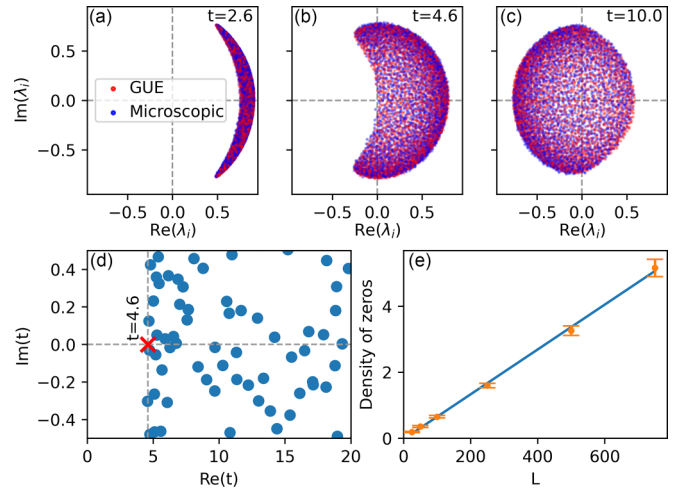 (a) t=2.6
(b) t=4.6
(c) t=10.0
Im(λi)
0.5
0.0
−0.5
GUE
Microscopic
−0.5 0.0 0.5
−0.5 0.0 0.5
−0.5 0.0 0.5
Re(λi)
Re(λi)
Re(λi)
(d)
Im(t)
0.4
0.2
0.0
−0.2
−0.4
t=4.6
0 5 10 15 20
Re(t)
(e)
Density of zeros
4
2
0
0 200 400 600
L